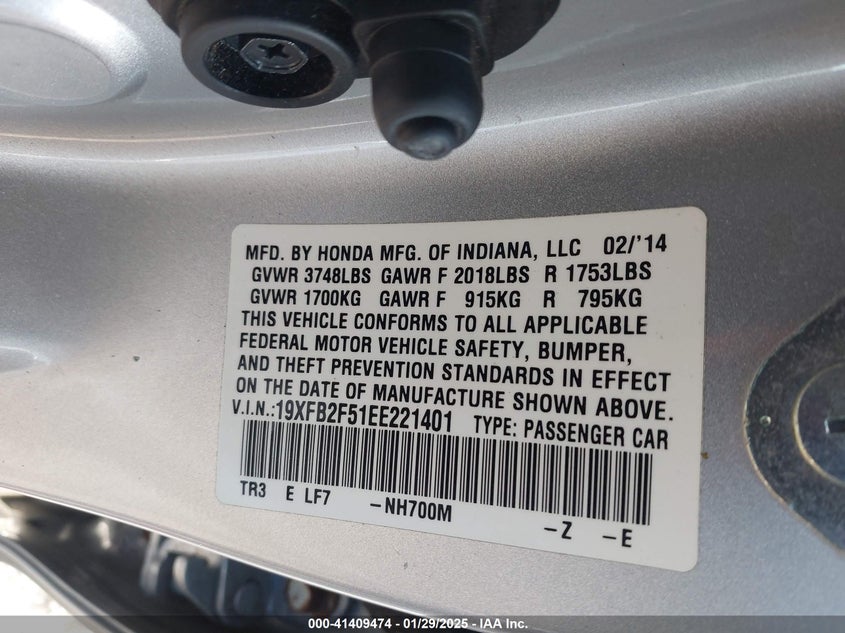 MFD. BY HONDA MFG. OF INDIANA, LLC 02/'14
GVWR 3748LBS GAWR F 2018LBS R 1753LBS
GVWR 1700KG GAWR F 915KG R 795KG
THIS VEHICLE CONFORMS TO ALL APPLICABLE
FEDERAL MOTOR VEHICLE SAFETY, BUMPER,
AND THEFT PREVENTION STANDARDS IN EFFECT
ON THE DATE OF MANUFACTURE SHOWN ABOVE.
V.I.N.:19XFB2F51EE221401 TYPE: PASSENGER CAR
TR3 E LF7 -NH700M -Z -E
000-41409474 - 01/29/2025 - IAA Inc.